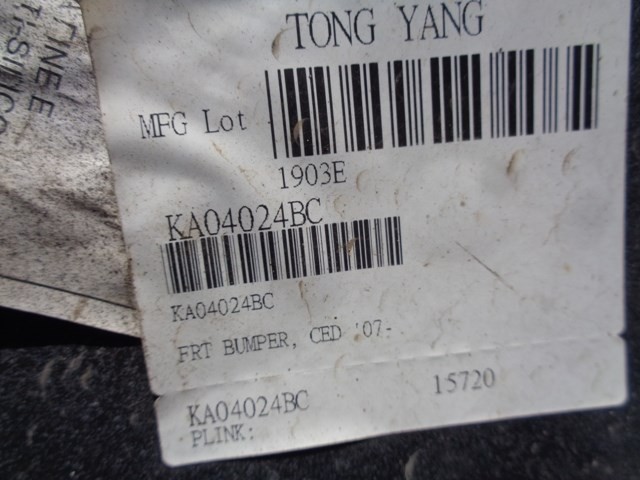 TONG YANG
MFG Lot
1903E
KA04024BC
KA04024BC
FRT BUMPER, CED '07-
KA04024BC 15720
PLINK: